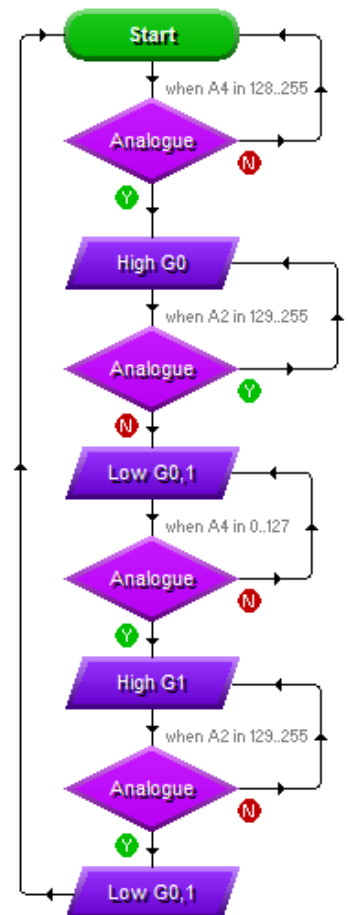 Start
when A4 in 128..255
Analogue
N
Y
High G0
when A2 in 129..255
Analogue
Y
N
Low G0,1
when A4 in 0..127
Analogue
N
Y
High G1
when A2 in 129..255
Analogue
N
Y
Low G0,1